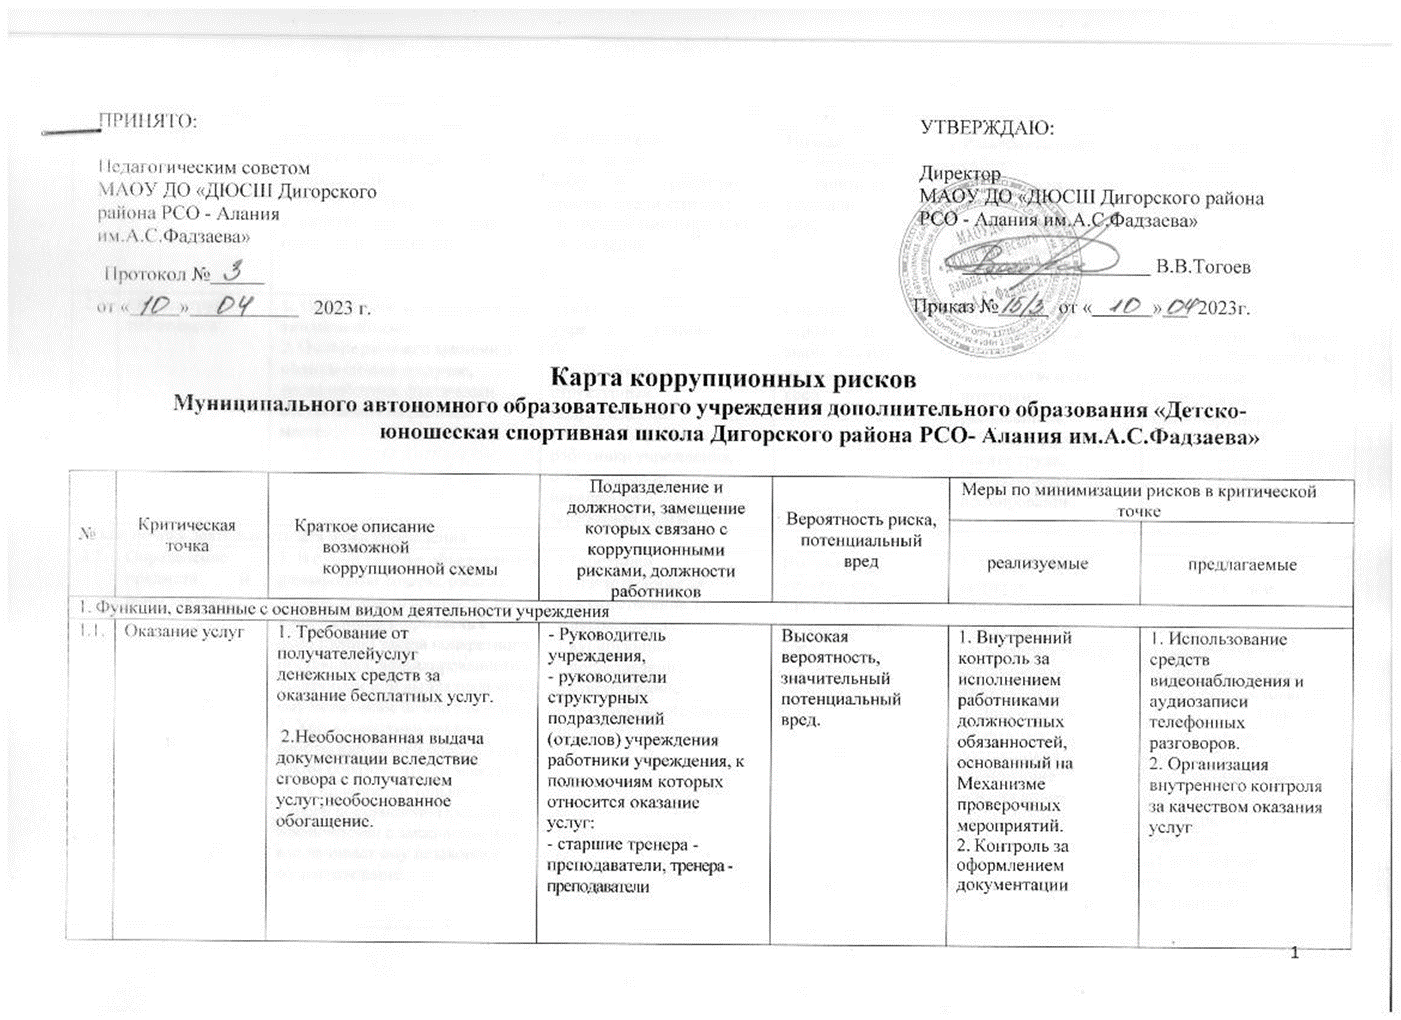 ПРИНЯТО:
Педагогическим советом
МАОУ ДО «ДЮСШ Дигорского
района РСО - Алания
им.А.С.Фадзаева»
Протокол № 3
от « 10 » 04 2023 г.
УТВЕРЖДАЮ:
Директор
МАОУ ДО «ДЮСШ Дигорского района
РСО - Алания им.А.С.Фадзаева»
В.В.Тогоев
Приказ № 15/3 от « 10 » 04 2023г.
Карта коррупционных рисков
Муниципального автономного образовательного учреждения дополнительного образования «Детско-
юношеская спортивная школа Дигорского района РСО- Алания им.А.С.Фадзаева»
№
Критическая
точка
Краткое описание
возможной
коррупционной схемы
Подразделение и
должности, замещение
которых связано с
коррупционными
рисками, должности
работников
Вероятность риска,
потенциальный
вред
Меры по минимизации рисков в критической
точке
реализуемые
предлагаемые
1. Функции, связанные с основным видом деятельности учреждения
1.1.
Оказание услуг
1. Требование от
получателейуслуг
денежных средств за
оказание бесплатных услуг.
2.Необоснованная выдача
документации вследствие
сговора с получателем
услуг;необоснованное
обогащение.
- Руководитель
учреждения,
- руководители
структурных
подразделений
(отделов) учреждения
работники учреждения, к
полномочиям которых
относится оказание
услуг:
- старшие тренера -
преподаватели, тренера -
преподаватели
Высокая
вероятность,
значительный
потенциальный
вред.
1. Внутренний
контроль за
исполнением
работниками
должностных
обязанностей,
основанный на
Механизме
проверочных
мероприятий.
2. Контроль за
оформлением
документации
1. Использование
средств
видеонаблюдения и
аудиозаписи
телефонных
разговоров.
2. Организация
внутреннего контроля
за качеством оказания
услуг
1